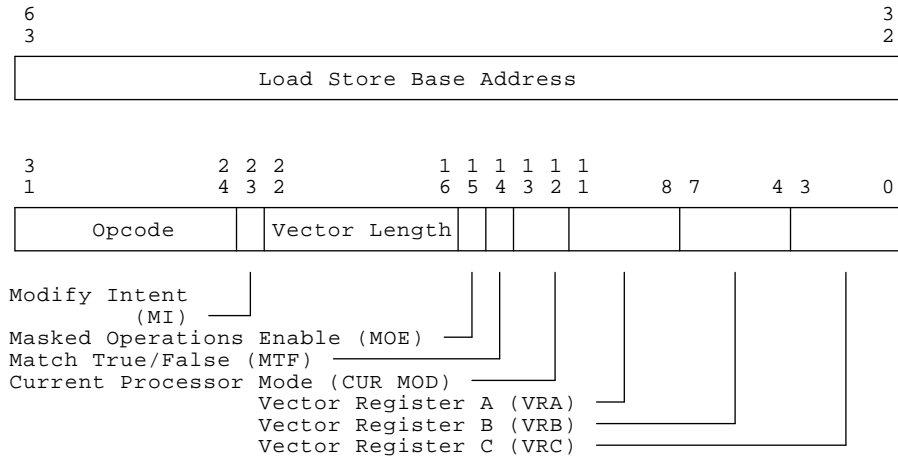 6 3
3 2
Load Store Base Address
3 2 2 2 1 1 1 1 1 1
1 4 3 2 6 5 4 3 2 1 8 7 4 3 0
Opcode Vector Length
Modify Intent
(MI)
Masked Operations Enable (MOE)
Match True/False (MTF)
Current Processor Mode (CUR MOD)
Vector Register A (VRA)
Vector Register B (VRB)
Vector Register C (VRC)